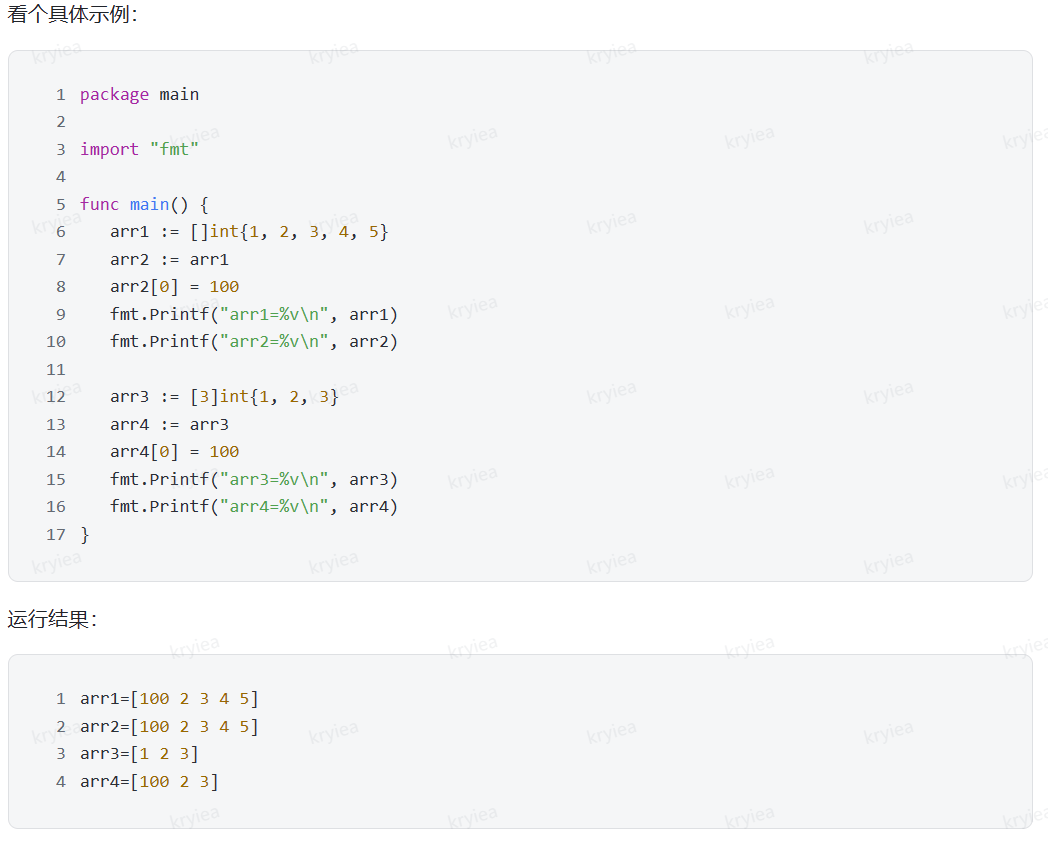 看个具体示例：
1 package main
2
3 import "fmt"
4
5 func main() {
6    arr1 := []int{1, 2, 3, 4, 5}
7    arr2 := arr1
8    arr2[0] = 100
9    fmt.Printf("arr1=%v\n", arr1)
10    fmt.Printf("arr2=%v\n", arr2)
11
12    arr3 := [3]int{1, 2, 3}
13    arr4 := arr3
14    arr4[0] = 100
15    fmt.Printf("arr3=%v\n", arr3)
16    fmt.Printf("arr4=%v\n", arr4)
17 }
运行结果：
1 arr1=[100 2 3 4 5]
2 arr2=[100 2 3 4 5]
3 arr3=[1 2 3]
4 arr4=[100 2 3]
kryiea